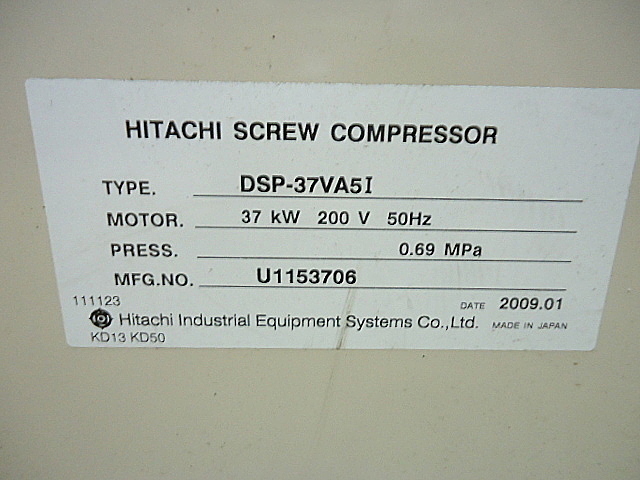 HITACHI SCREW COMPRESSOR
TYPE. DSP-37VA5I
MOTOR. 37 kW 200 V 50Hz
PRESS. 0.69 MPa
MFG.NO. U1153706
111123 DATE 2009.01
Hitachi Industrial Equipment Systems Co.,Ltd. MADE IN JAPAN
KD13 KD50